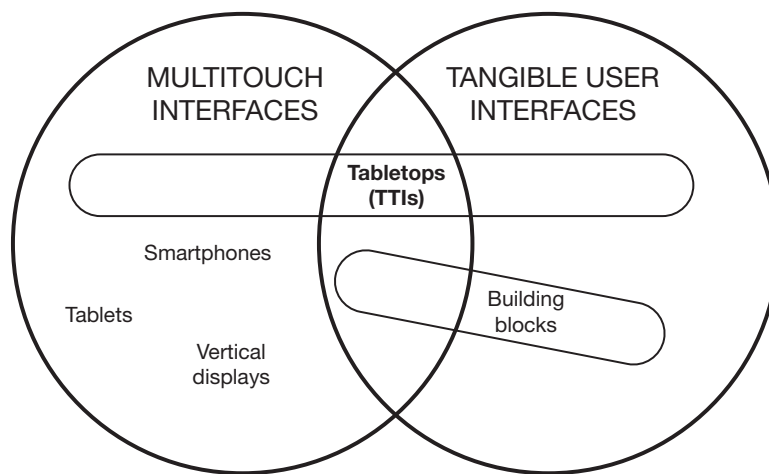 MULTITOUCH
INTERFACES
TANGIBLE USER
INTERFACES
Tabletops
(TTIs)
Smartphones
Tablets
Vertical
displays
Building
blocks